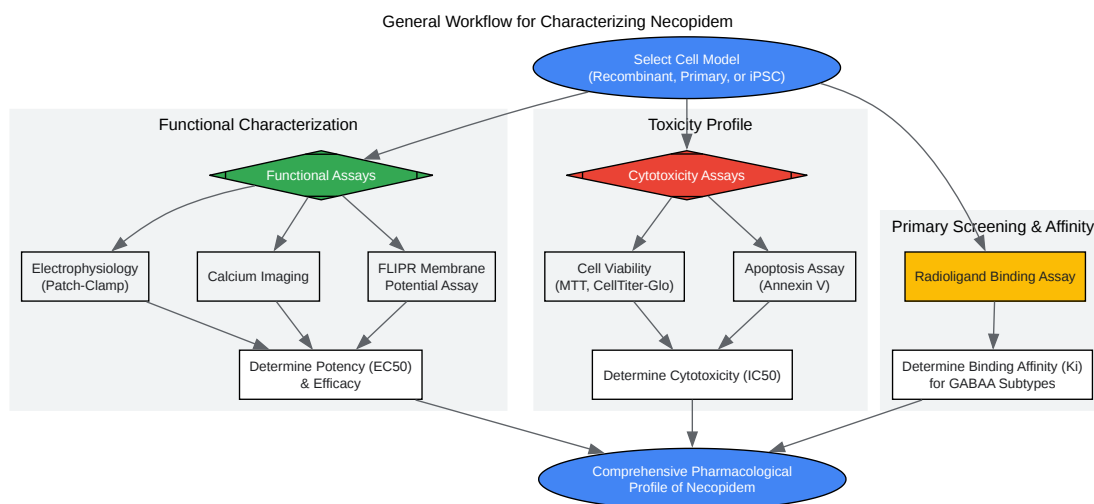 General Workflow for Characterizing Necopidem
Select Cell Model
(Recombinant, Primary, or iPSC)
Functional Characterization
Toxicity Profile
Functional Assays
Cytotoxicity Assays
Primary Screening & Affinity
Electrophysiology
(Patch-Clamp)
Calcium Imaging
FLIPR Membrane
Potential Assay
Cell Viability
(MTT, CellTiter-Glo)
Apoptosis Assay
(Annexin V)
Radioligand Binding Assay
Determine Potency (EC50)
& Efficacy
Determine Cytotoxicity (IC50)
Determine Binding Affinity (Ki)
for GABAA Subtypes
Comprehensive Pharmacological
Profile of Necopidem